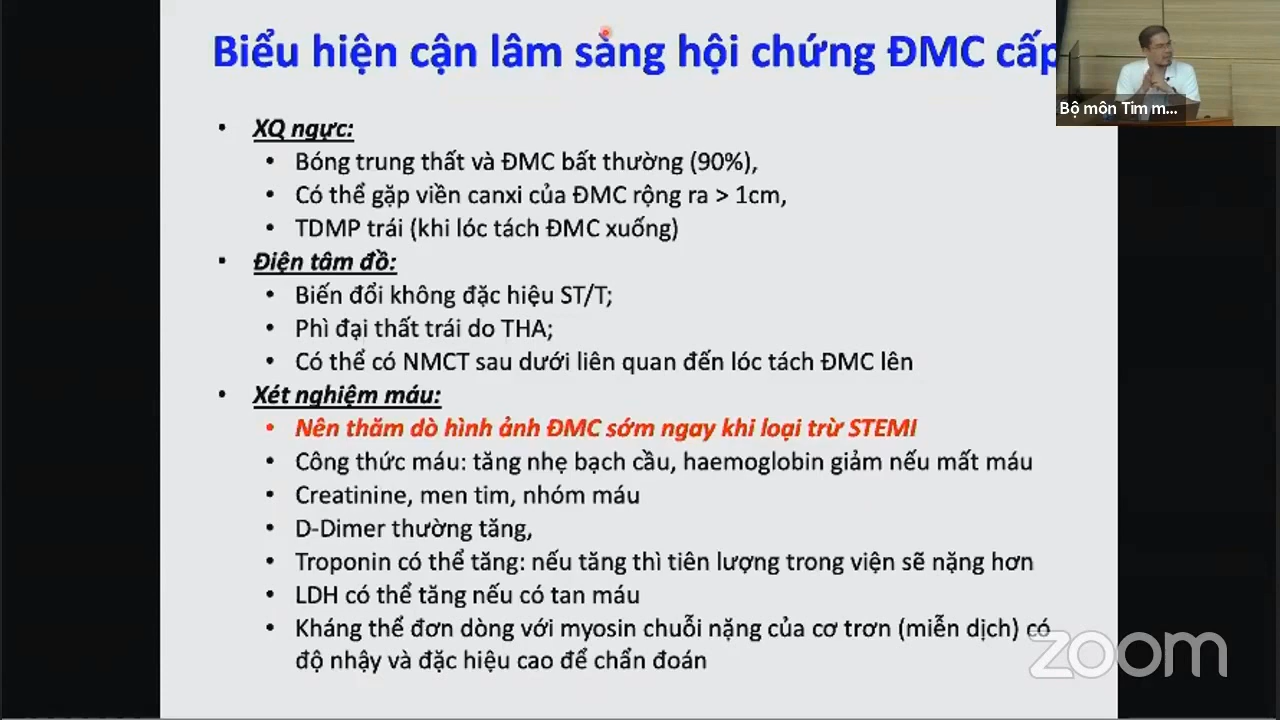 Biểu hiện cận lâm sàng hội chứng ĐMC cấp
Bộ môn Tim m...
• XQ ngực:
• Bóng trung thất và ĐMC bất thường (90%),
• Có thể gặp viền canxi của ĐMC rộng ra > 1cm,
• TDMP trái (khi lóc tách ĐMC xuống)
• Điện tâm đồ:
• Biến đổi không đặc hiệu ST/T;
• Phì đại thất trái do THA;
• Có thể có NMCT sau dưới liên quan đến lóc tách ĐMC lên
• Xét nghiệm máu:
• Nên thăm dò hình ảnh ĐMC sớm ngay khi loại trừ STEMI
• Công thức máu: tăng nhẹ bạch cầu, haemoglobin giảm nếu mất máu
• Creatinine, men tim, nhóm máu
• D-Dimer thường tăng,
• Troponin có thể tăng: nếu tăng thì tiên lượng trong viện sẽ nặng hơn
• LDH có thể tăng nếu có tan máu
• Kháng thể đơn dòng với myosin chuỗi nặng của cơ trơn (miễn dịch) có
độ nhậy và đặc hiệu cao để chẩn đoán
zoom